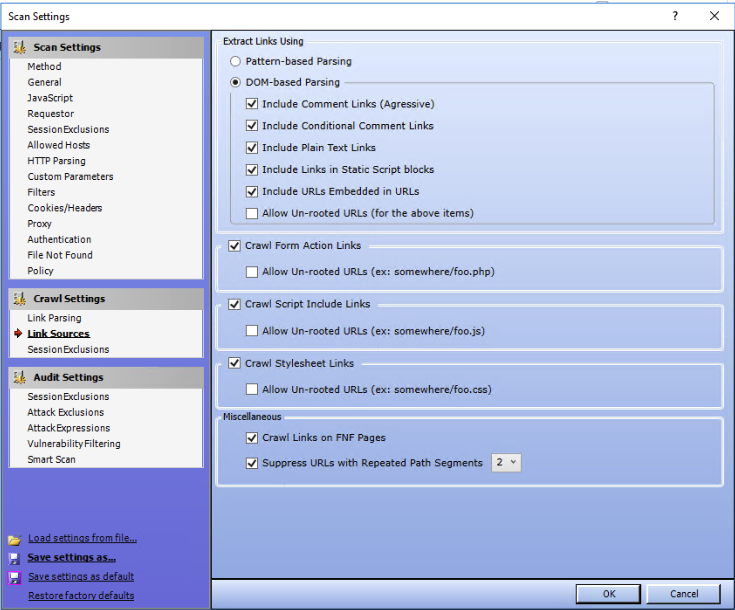 Scan Settings
?
Scan Settings
Method
General
JavaScript
Requestor
SessionExclusions
Allowed Hosts
HTTP Parsing
Custom Parameters
Filters
Cookies/Headers
Proxy
Authentication
File Not Found
Policy
Crawl Settings
Link Parsing
Link Sources
SessionExclusions
Audit Settings
SessionExclusions
Attack Exclusions
AttackExpressions
VulnerabilityFiltering
Smart Scan
Load settings from file...
Save settings as...
Save settings as default
Restore factory defaults
Extract Links Using
Pattern-based Parsing
DOM-based Parsing
Include Comment Links (Agressive)
Include Conditional Comment Links
Include Plain Text Links
Include Links in Static Script blocks
Include URLs Embedded in URLs
Allow Un-rooted URLs (for the above items)
Crawl Form Action Links
Allow Un-rooted URLs (ex: somewhere/foo.php)
Crawl Script Include Links
Allow Un-rooted URLs (ex: somewhere/foo.js)
Crawl Stylesheet Links
Allow Un-rooted URLs (ex: somewhere/foo.css)
Miscellaneous
Crawl Links on FNF Pages
Suppress URLs with Repeated Path Segments 2
OK Cancel